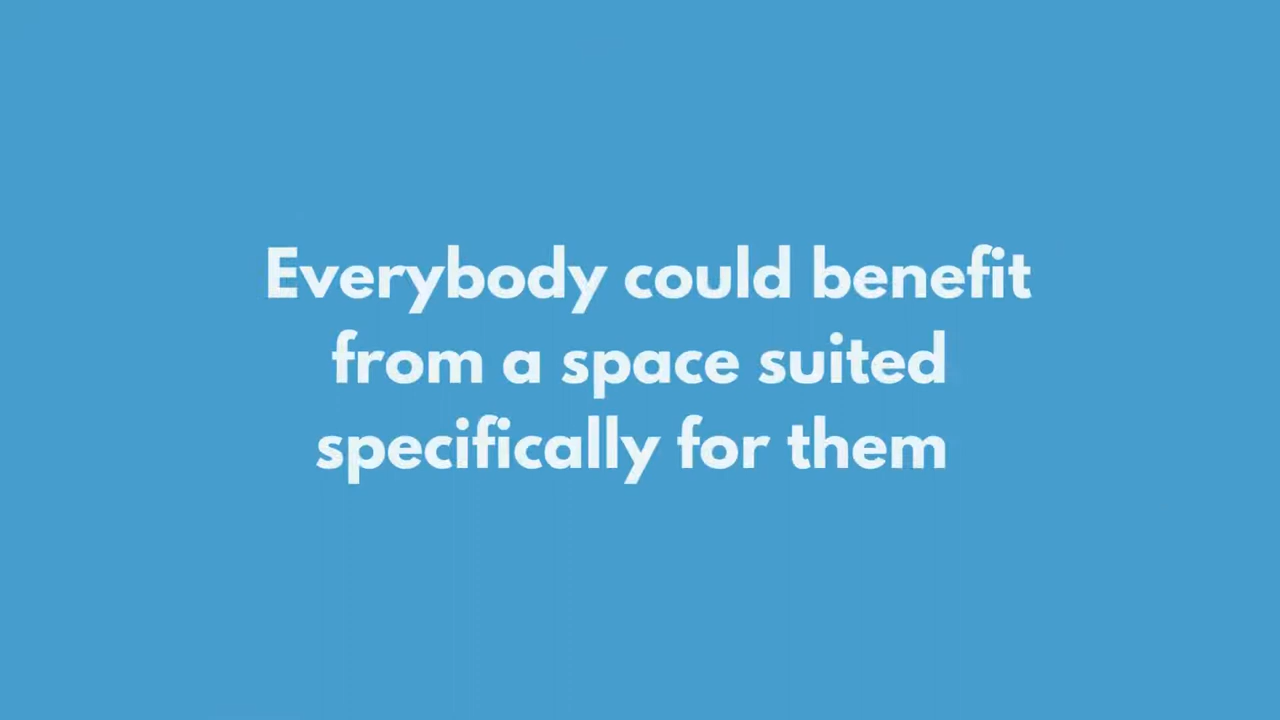 Everybody could benefit
from a space suited
specifically for them